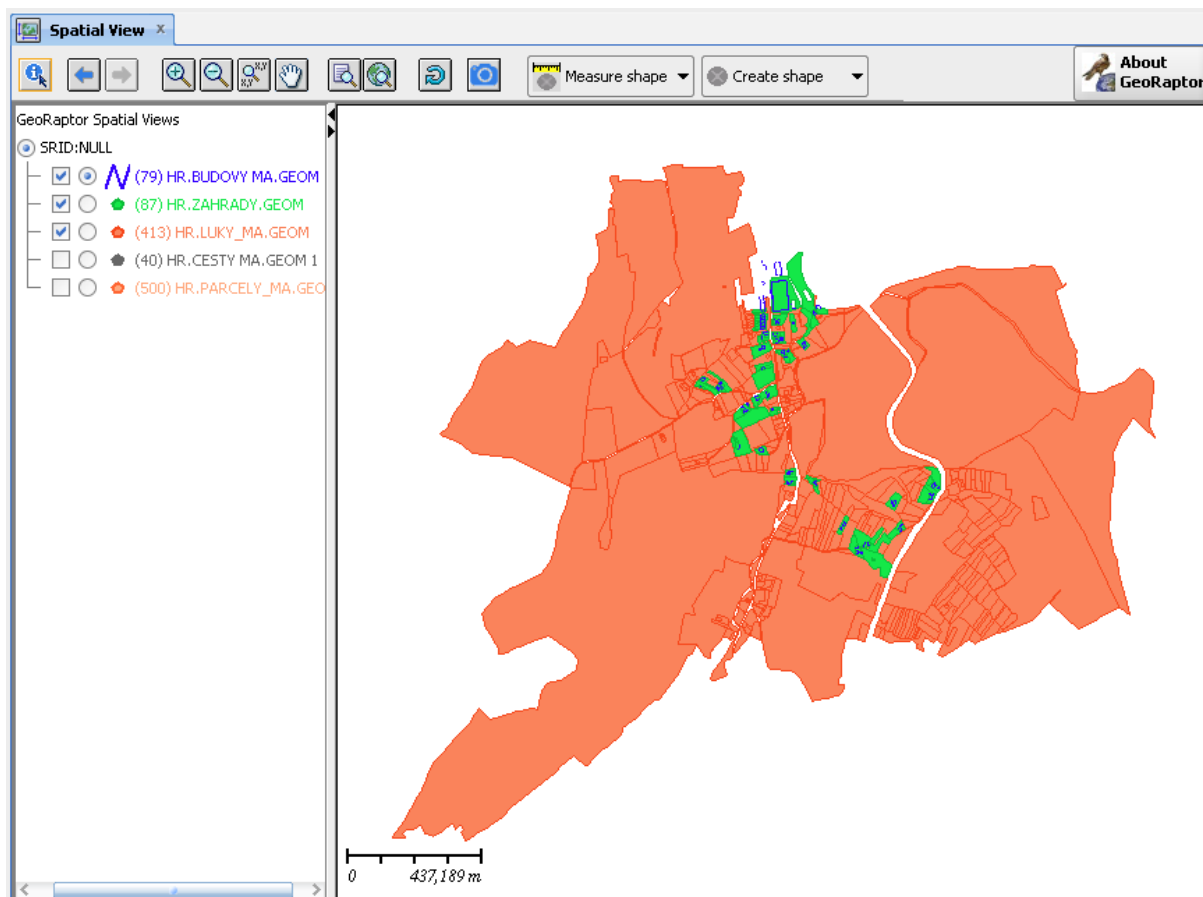 Spatial View x
x,y
x,y
Measure shape
Create shape
About
GeoRaptor
GeoRaptor Spatial Views
SRID:NULL
(79) HR.BUDOVY MA.GEOM
(87) HR.ZAHRADY.GEOM
(413) HR.LUKY_MA.GEOM
(40) HR.CESTY MA.GEOM 1
(500) HR.PARCELY_MA.GEO
0 437,189 m